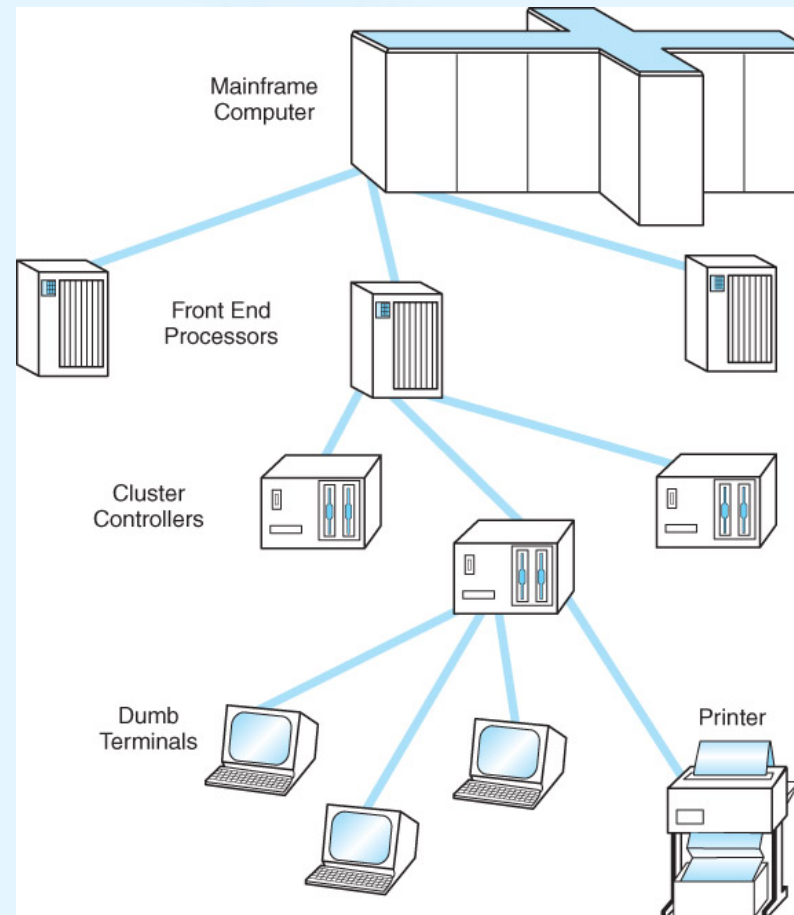 Mainframe
Computer
Front End
Processors
Cluster
Controllers
Dumb
Terminals
Printer